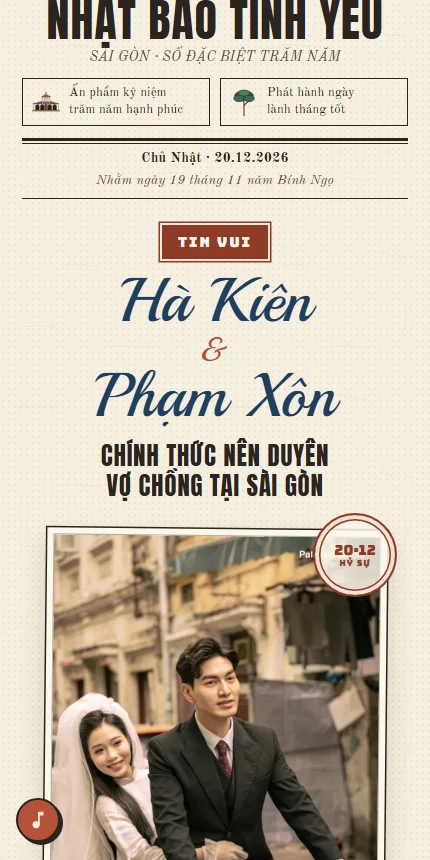 NHẬT BÁO TÌNH YÊU
SÀI GÒN · SỐ ĐẶC BIỆT TRĂM NĂM
Ấn phẩm kỷ niệm
trăm năm hạnh phúc
Phát hành ngày
lành tháng tốt
Chủ Nhật · 20.12.2026
Nhằm ngày 19 tháng 11 năm Bính Ngọ
TIN VUI
Hà Kiên
&
Phạm Xôn
CHÍNH THỨC NÊN DUYÊN
VỢ CHỒNG TẠI SÀI GÒN
20·12
HỶ SỰ